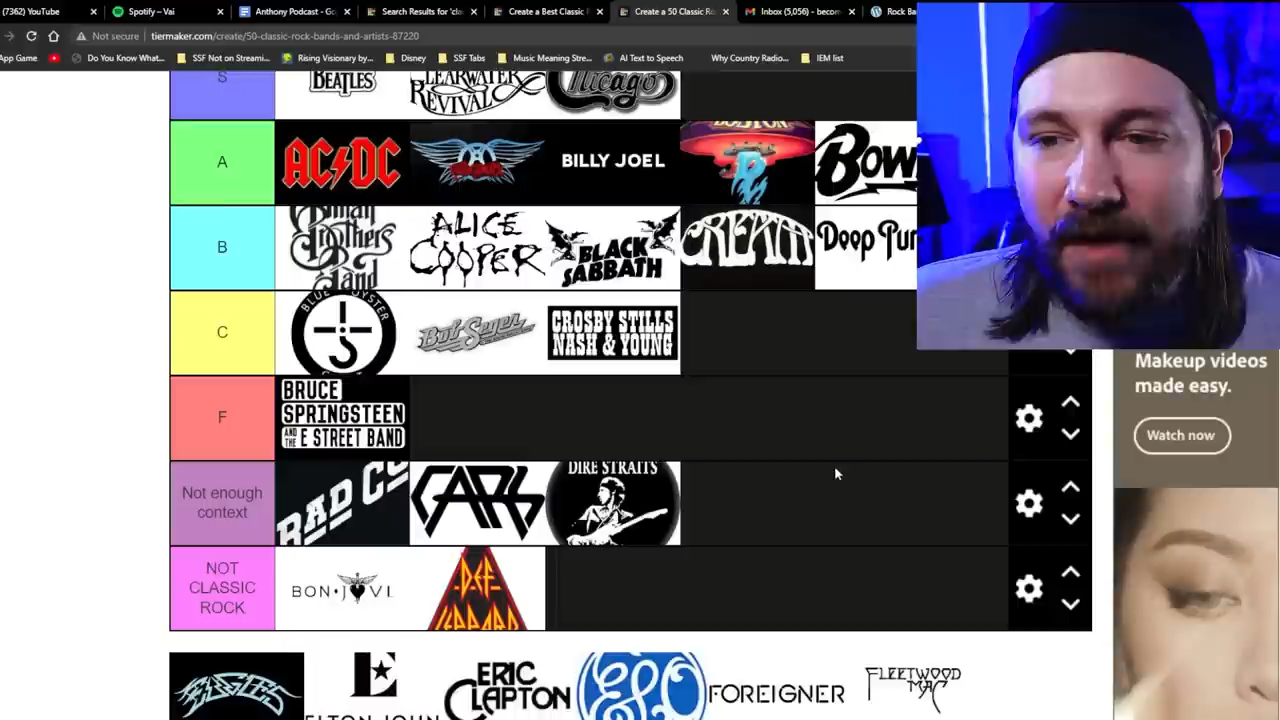 (7362) YouTube
Spotify – Vai
Anthony Podcast - Go
Search Results for 'clas
Create a Best Classic R
Create a 50 Classic Ro
Inbox (5,056) - becom
Rock Ba
Not secure
tiermaker.com/create/50-classic-rock-bands-and-artists-87220
App Game
Do You Know What...
SSF Not on Streami...
Rising Visionary by...
Disney
SSF Tabs
Music Meaning Stre...
AI Text to Speech
Why Country Radio...
IEM list
S
BEATLES
CLEARWATER
REVIVAL
Chicago
A
AC/DC
BILLY JOEL
BOSTON
BOW
B
Brothers
Band
ALICE
COOPER
BLACK
SABBATH
CREAM
Deep Pur
C
BLUE OYSTER
Bob Seger
CROSBY STILLS
NASH & YOUNG
F
BRUCE
SPRINGSTEEN
AND THE E STREET BAND
Not enough
context
BAD CO
CARS
DIRE STRAITS
NOT
CLASSIC
ROCK
BON JOVI
DEF
LEPPARD
Makeup videos
made easy.
Watch now
EAGLES
E
ELTON JOHN
ERIC
CLAPTON
ELO
FOREIGNER
FLEETWOOD
MAC